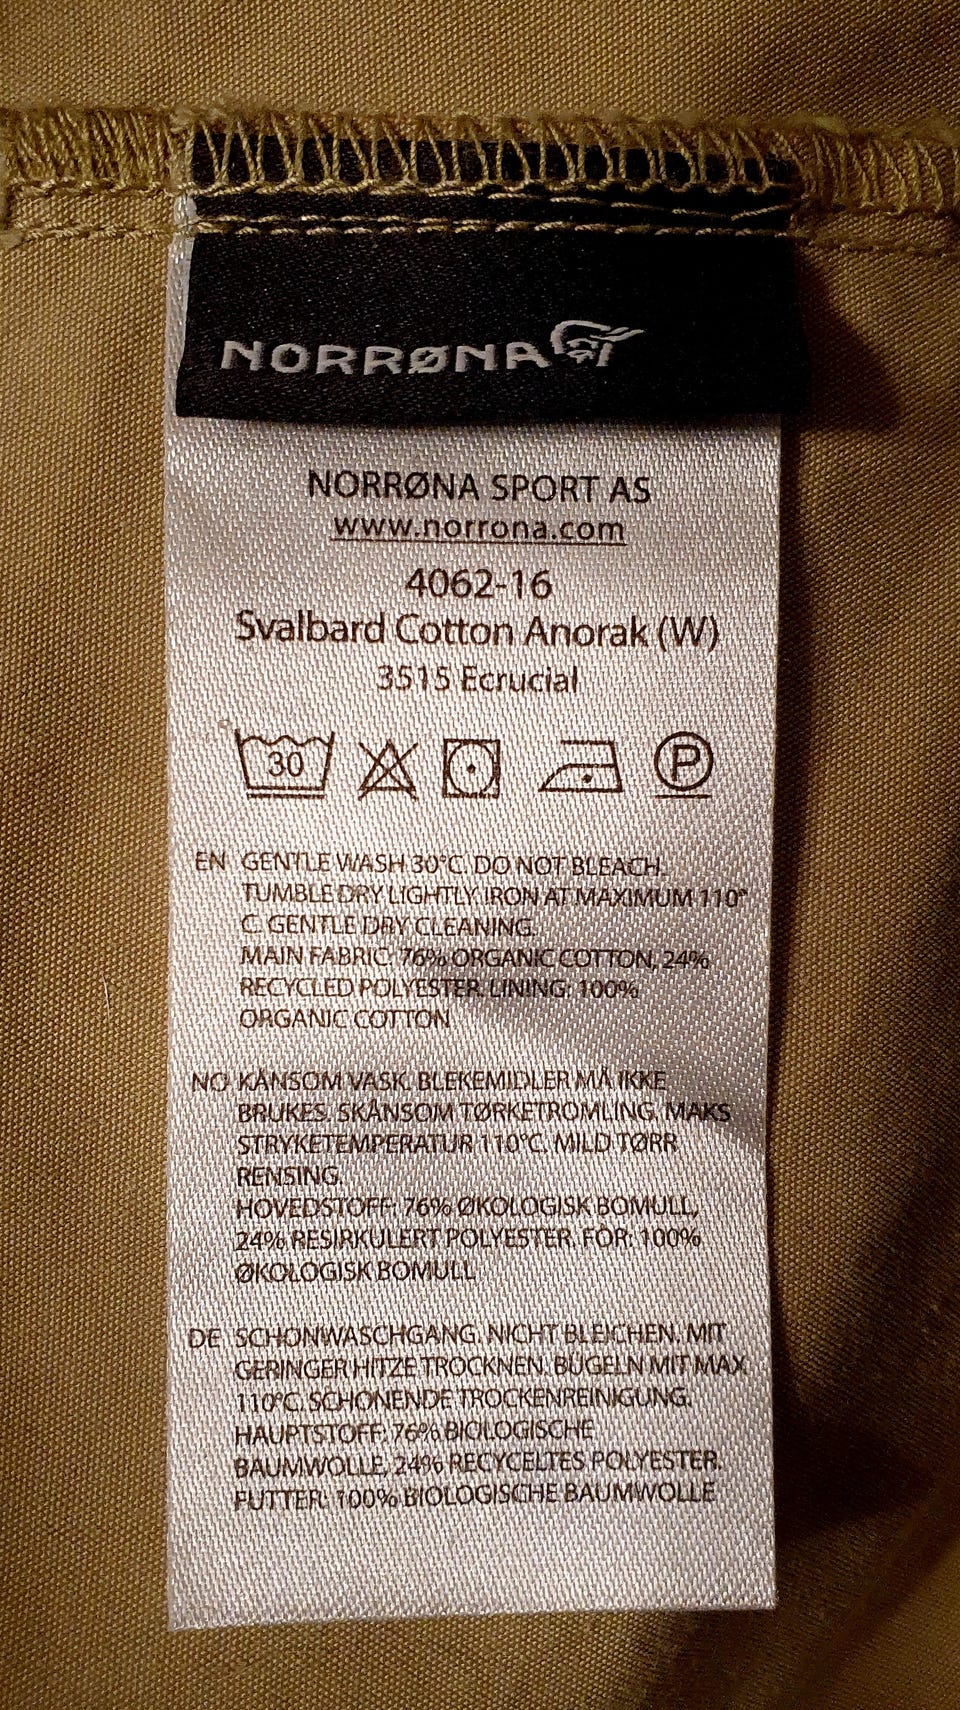 NORRØNA
NORRØNA SPORT AS
www.norrona.com
4062-16
Svalbard Cotton Anorak (W)
3515 Ecrucial
30 P
EN GENTLE WASH 30°C. DO NOT BLEACH.
TUMBLE DRY LIGHTLY. IRON AT MAXIMUM 110°
C. GENTLE DRY CLEANING.
MAIN FABRIC: 76% ORGANIC COTTON, 24%
RECYCLED POLYESTER. LINING: 100%
ORGANIC COTTON
NO KÅNSOM VASK. BLEKEMIDLER MÅ IKKE
BRUKES. SKÅNSOM TØRKETROMLING. MAKS
STRYKETEMPERATUR 110°C. MILD TØRR
RENSING.
HOVEDSTOFF: 76% ØKOLOGISK BOMULL,
24% RESIRKULERT POLYESTER. FÔR: 100%
ØKOLOGISK BOMULL
DE SCHONWASCHGANG. NICHT BLEICHEN. MIT
GERINGER HITZE TROCKNEN. BÜGELN MIT MAX.
110°C. SCHONENDE TROCKENREINIGUNG.
HAUPTSTOFF: 76% BIOLOGISCHE
BAUMWOLLE, 24% RECYCELTES POLYESTER.
FUTTER: 100% BIOLOGISCHE BAUMWOLLE